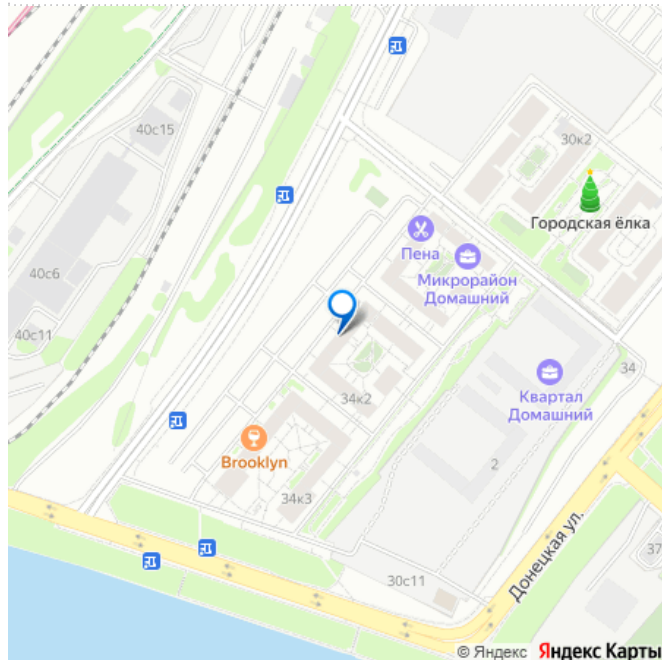 40с15
30к2
Городская ёлка
Пена
Микрорайон
Домашний
40с6
40с11
34
Квартал
Домашний
34к2
Brooklyn
2
34к3
Донецкая ул.
37
30с11
© Яндекс Яндекс Карты